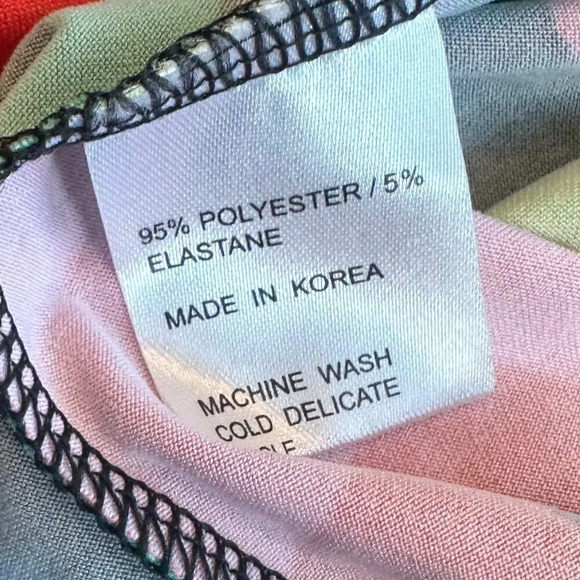 95% POLYESTER / 5%
ELASTANE
MADE IN KOREA
MACHINE WASH
COLD DELICATE